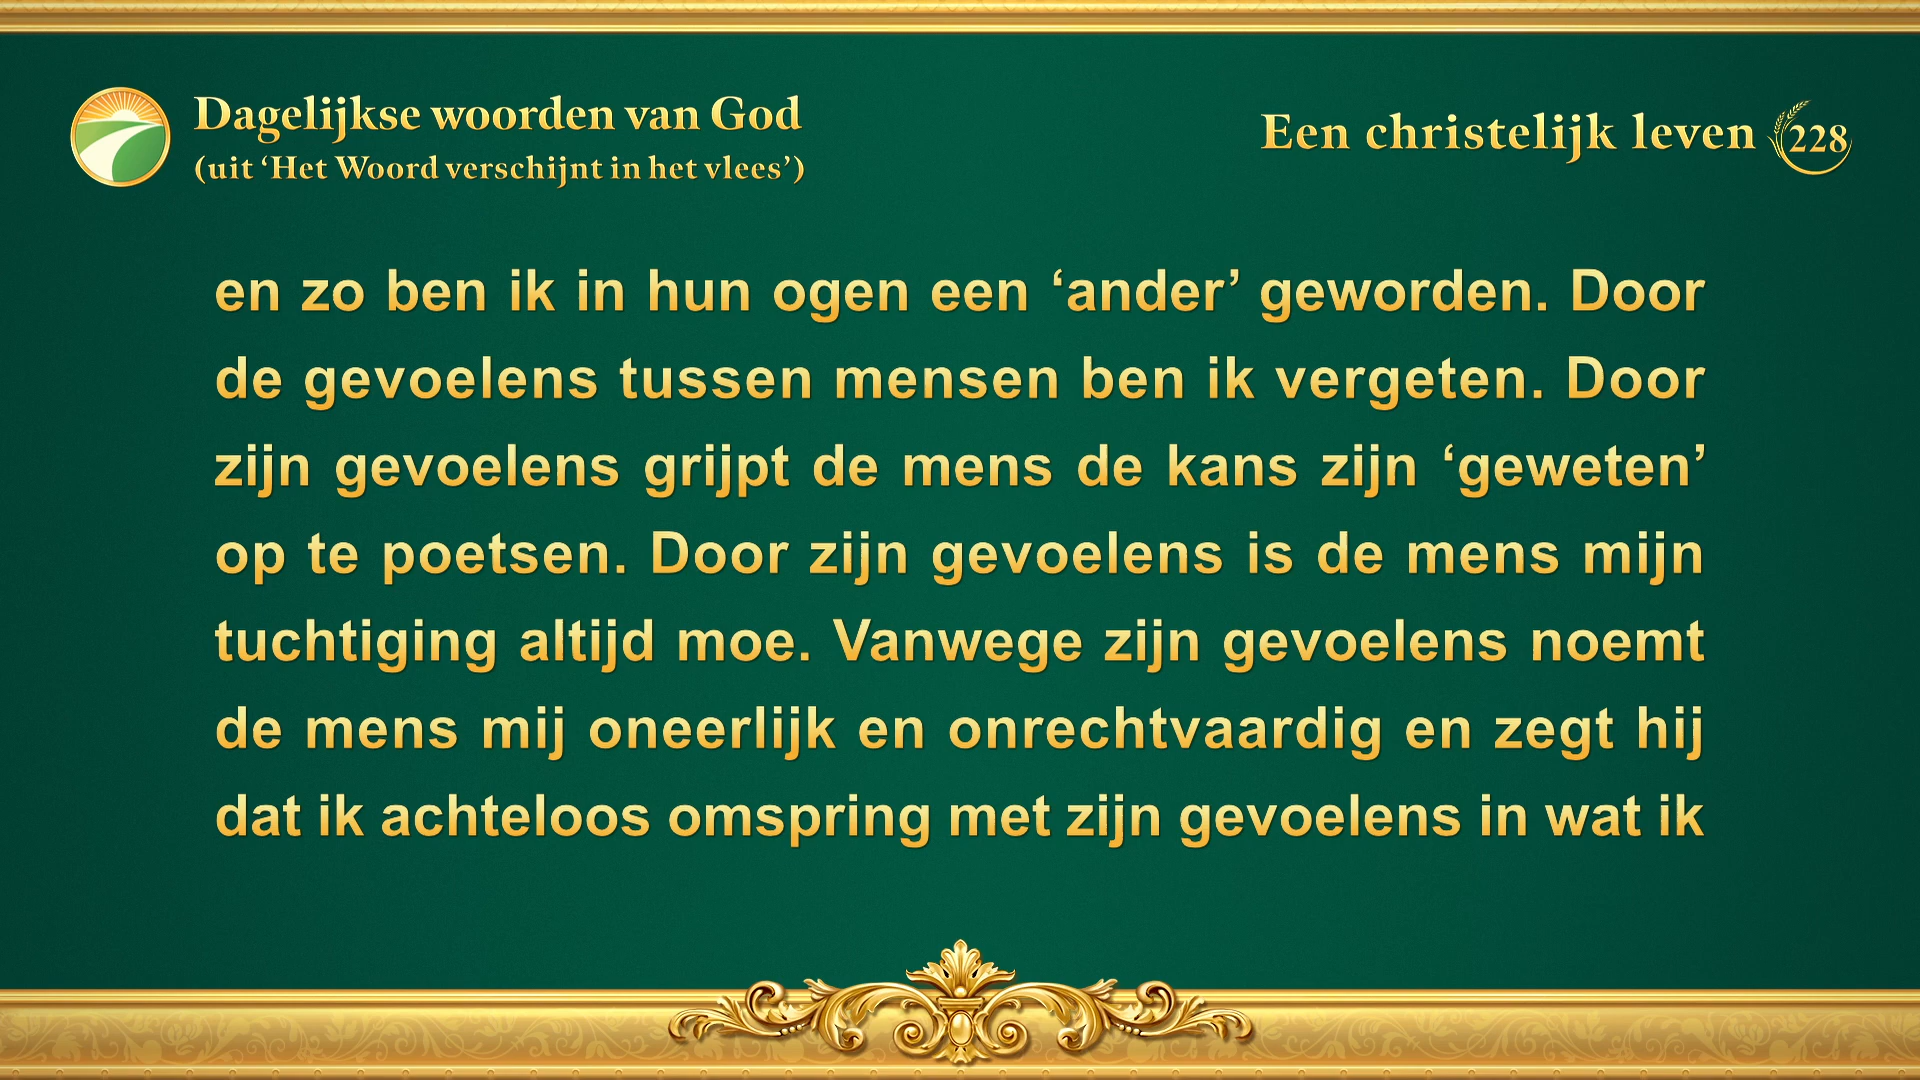 Dagelijkse woorden van God
(uit ‘Het Woord verschijnt in het vlees’)
Een christelijk leven 228
en zo ben ik in hun ogen een ‘ander’ geworden. Door
de gevoelens tussen mensen ben ik vergeten. Door
zijn gevoelens grijpt de mens de kans zijn ‘geweten’
op te poetsen. Door zijn gevoelens is de mens mijn
tuchtiging altijd moe. Vanwege zijn gevoelens noemt
de mens mij oneerlijk en onrechtvaardig en zegt hij
dat ik achteloos omspring met zijn gevoelens in wat ik